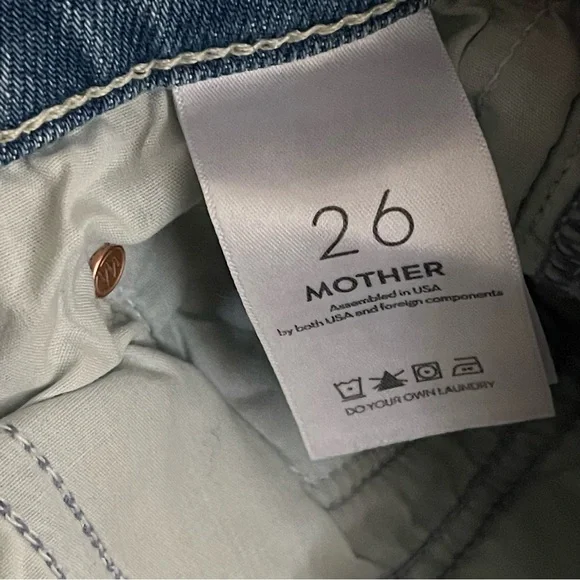 26
MOTHER
Assembled in USA
by both USA and foreign components
DO YOUR OWN LAUNDRY